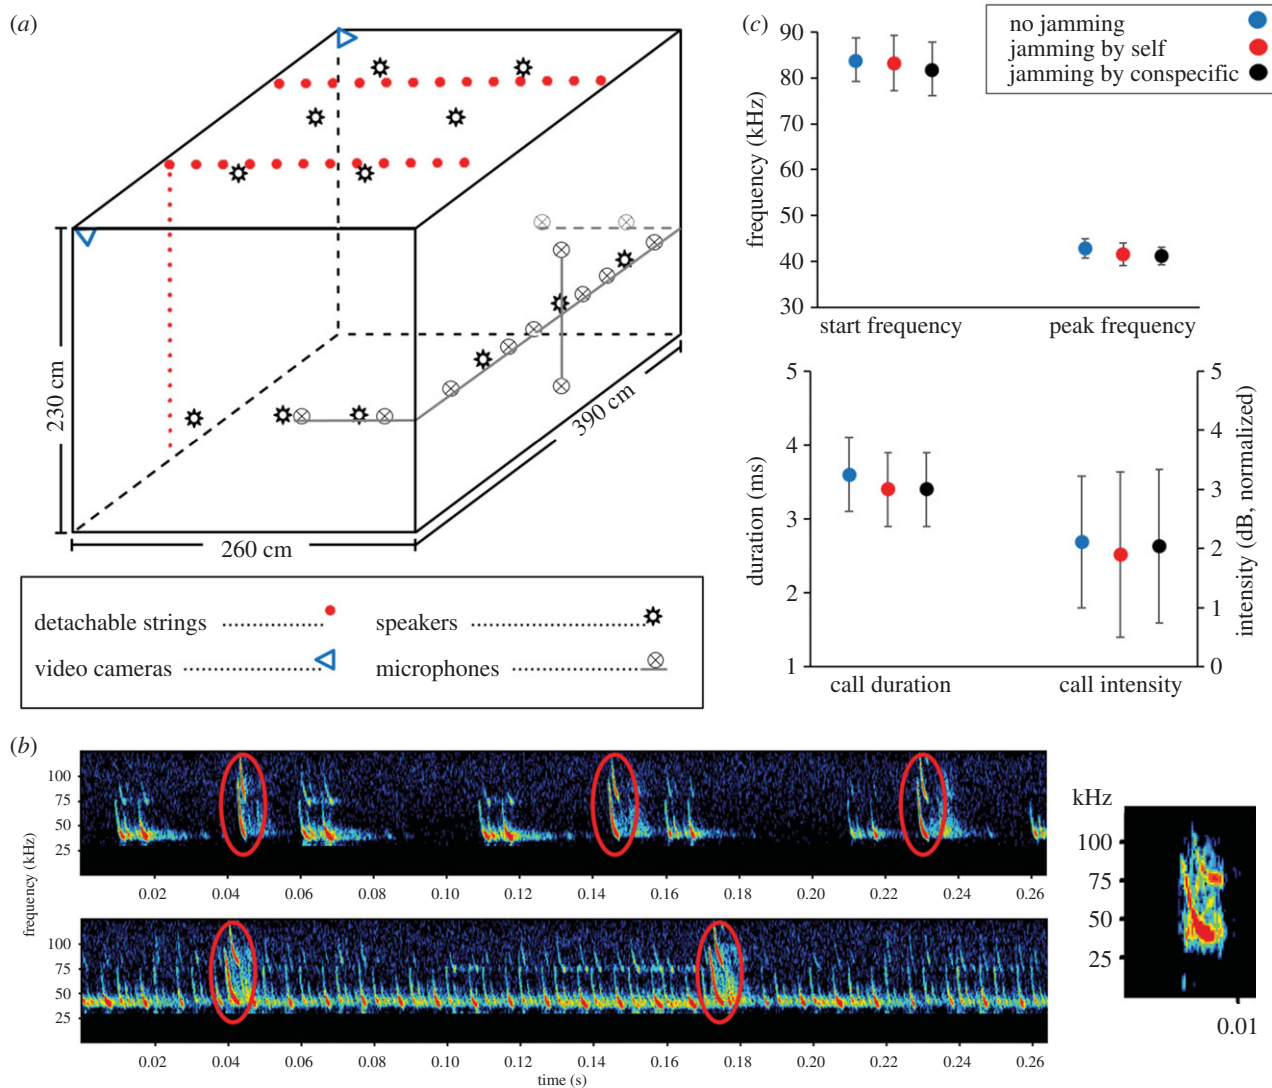 (a)
230 cm
260 cm
390 cm
detachable strings
speakers
video cameras
microphones
(c)
no jamming
jamming by self
jamming by conspecific
frequency (kHz)
90
80
70
60
50
40
30
start frequency
peak frequency
duration (ms)
5
4
3
2
1
5
4
3
2
1
0
intensity (dB, normalized)
call duration
call intensity
(b)
frequency (kHz)
100
75
50
25
0.02 0.04 0.06 0.08 0.10 0.12 0.14 0.16 0.18 0.20 0.22 0.24 0.26
100
75
50
25
0.02 0.04 0.06 0.08 0.10 0.12 0.14 0.16 0.18 0.20 0.22 0.24 0.26
time (s)
kHz
100
75
50
25
0.01